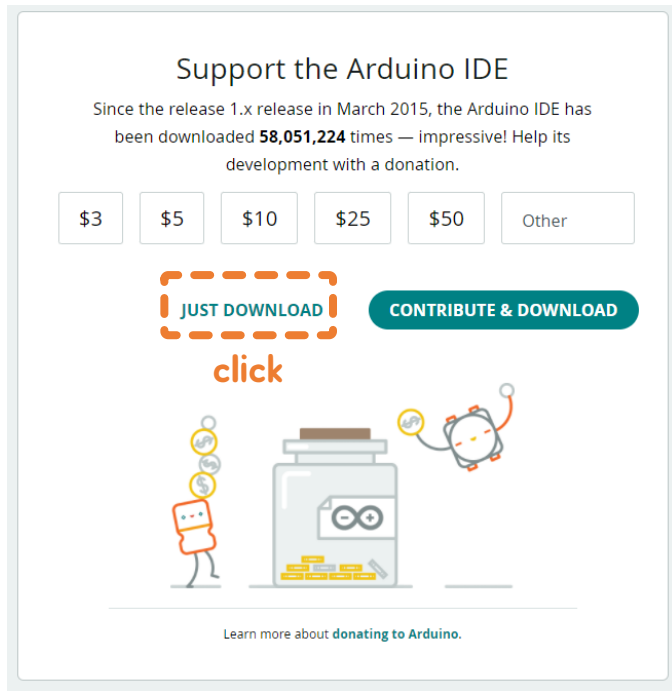 Support the Arduino IDE
Since the release 1.x release in March 2015, the Arduino IDE has
been downloaded 58,051,224 times — impressive! Help its
development with a donation.
$3 $5 $10 $25 $50 Other
JUST DOWNLOAD CONTRIBUTE & DOWNLOAD
click
Learn more about donating to Arduino.